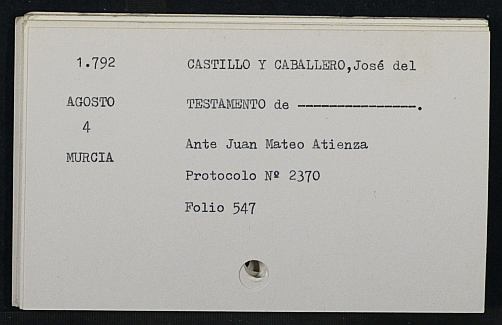 1.792 CASTILLO Y CABALLERO,José del
AGOSTO TESTAMENTO de ---------------.
4
Ante Juan Mateo Atienza
MURCIA
Protocolo Nº 2370
Folio 547